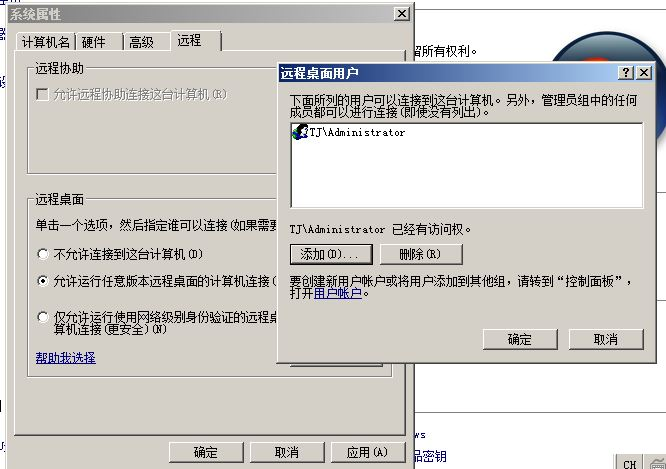 系统属性
计算机名 硬件 高级 远程
远程协助
允许远程协助连接这台计算机(R)
远程桌面
单击一个选项，然后指定谁可以连接(如果需要
不允许连接到这台计算机(D)
允许运行任意版本远程桌面的计算机连接(
仅允许运行使用网络级别身份验证的远程桌
算机连接(更安全)(N)
帮助我选择
确定 取消 应用(A)
留所有权利。
远程桌面用户
下面所列的用户可以连接到这台计算机。另外，管理员组中的任何
成员都可以进行连接(即使没有列出)。
TJ\Administrator
TJ\Administrator 已经有访问权。
添加(D)... 删除(R)
要创建新用户帐户或将用户添加到其他组，请转到“控制面板”，
打开用户帐户。
确定 取消
ws
品密钥
CH